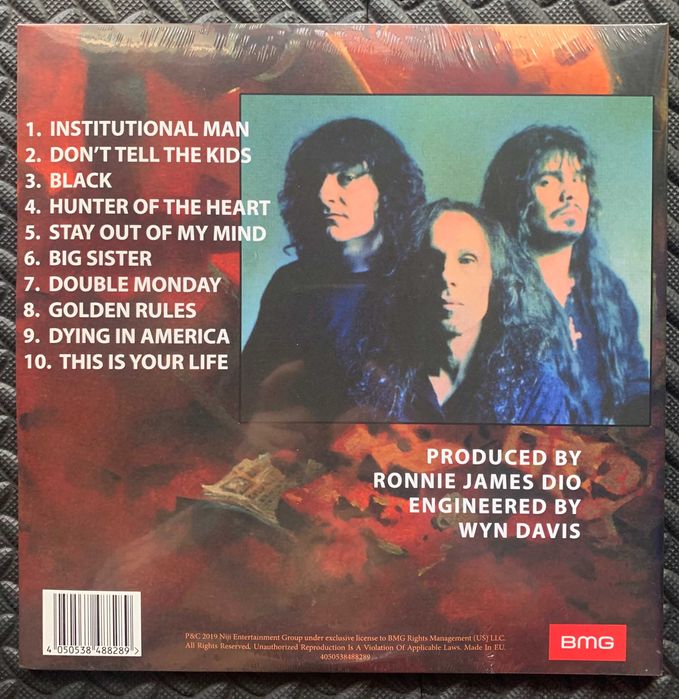 1. INSTITUTIONAL MAN
2. DON'T TELL THE KIDS
3. BLACK
4. HUNTER OF THE HEART
5. STAY OUT OF MY MIND
6. BIG SISTER
7. DOUBLE MONDAY
8. GOLDEN RULES
9. DYING IN AMERICA
10. THIS IS YOUR LIFE
PRODUCED BY
RONNIE JAMES DIO
ENGINEERED BY
WYN DAVIS
4 050538 488289 >
P&C 2019 Niji Entertainment Group under exclusive license to BMG Rights Management (US) LLC.
All Rights Reserved. Unauthorized Reproduction Is A Violation Of Applicable Laws. Made In EU.
4050538488289
BMG